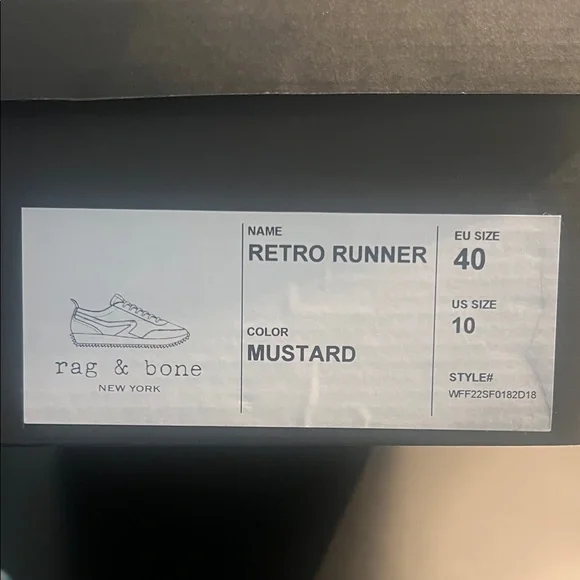 rag & bone
NEW YORK
NAME
RETRO RUNNER
COLOR
MUSTARD
EU SIZE
40
US SIZE
10
STYLE#
WFF22SF0182D18